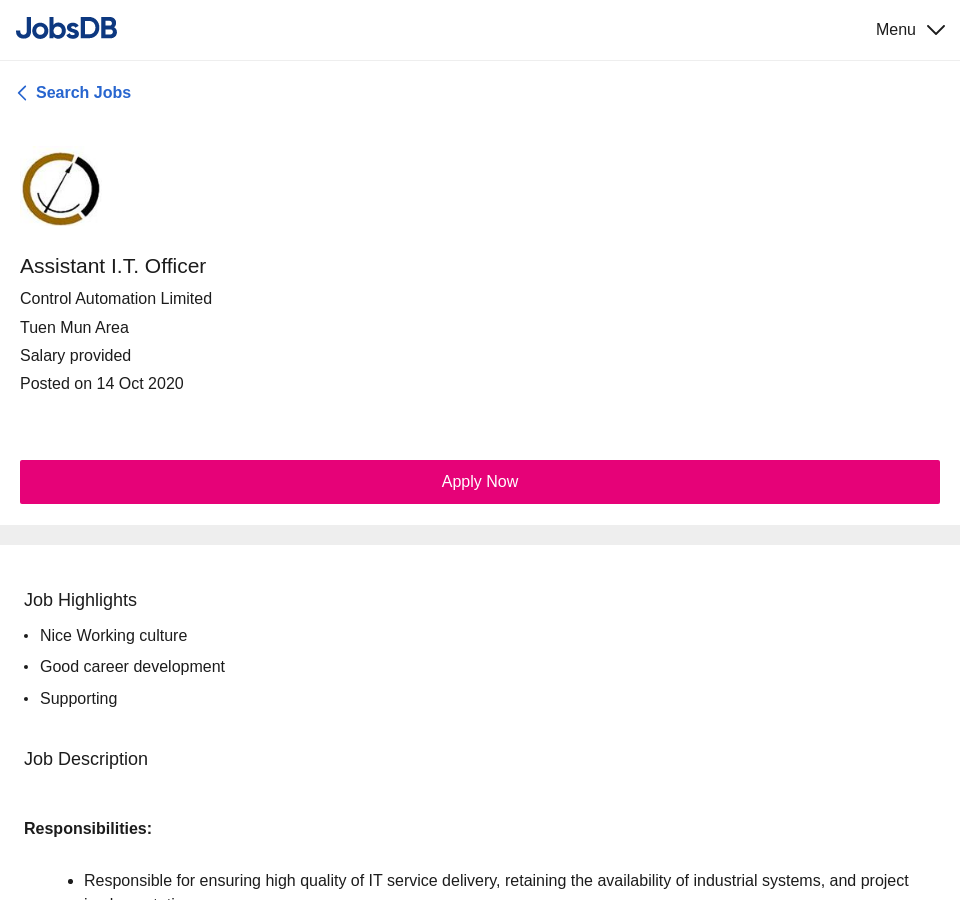 JobsDB
Menu
Search Jobs
Assistant I.T. Officer
Control Automation Limited
Tuen Mun Area
Salary provided
Posted on 14 Oct 2020
Apply Now
Job Highlights
• Nice Working culture
• Good career development
• Supporting
Job Description
Responsibilities:
• Responsible for ensuring high quality of IT service delivery, retaining the availability of industrial systems, and project